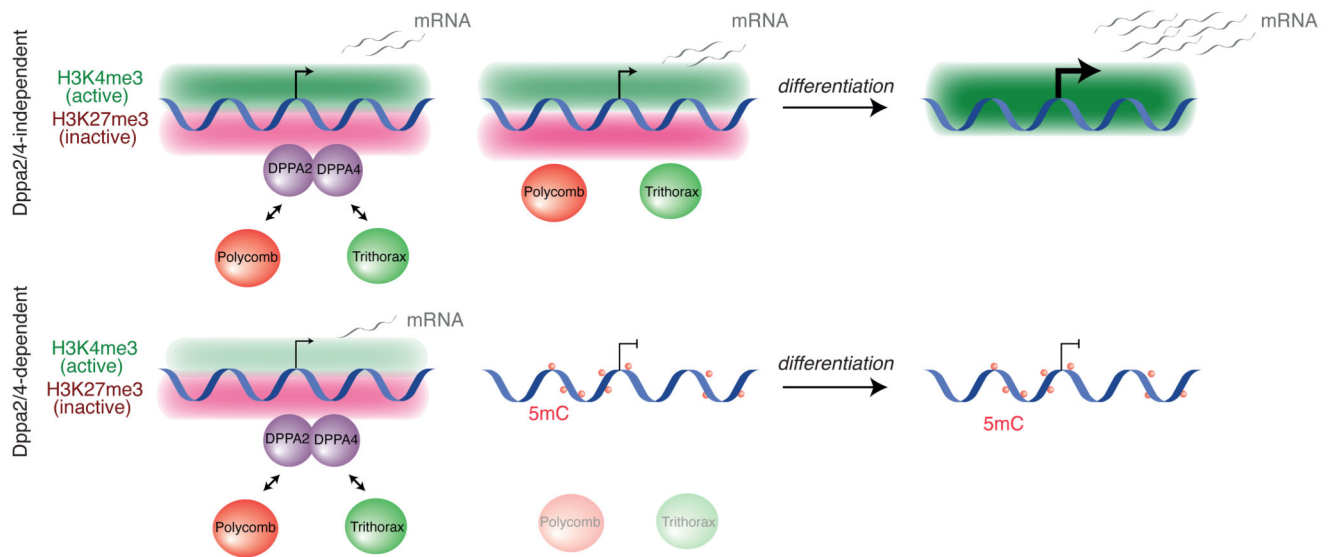 Dppa2/4-independent
H3K4me3
(active)
H3K27me3
(inactive)
mRNA
DPPA2
DPPA4
Polycomb
Trithorax
mRNA
Polycomb
Trithorax
differentiation
mRNA
Dppa2/4-dependent
H3K4me3
(active)
H3K27me3
(inactive)
mRNA
DPPA2
DPPA4
Polycomb
Trithorax
5mC
Polycomb
Trithorax
differentiation
5mC